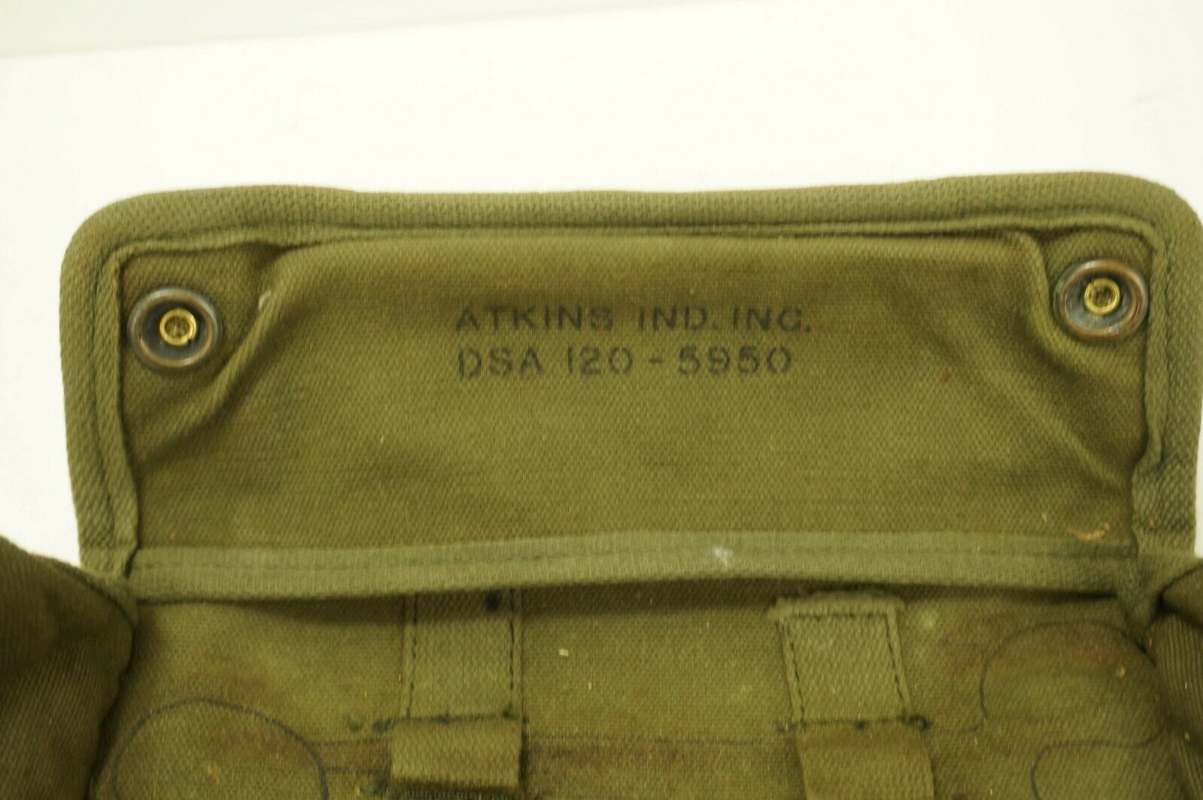 ATKINS IND. INC.
DSA 120-5950